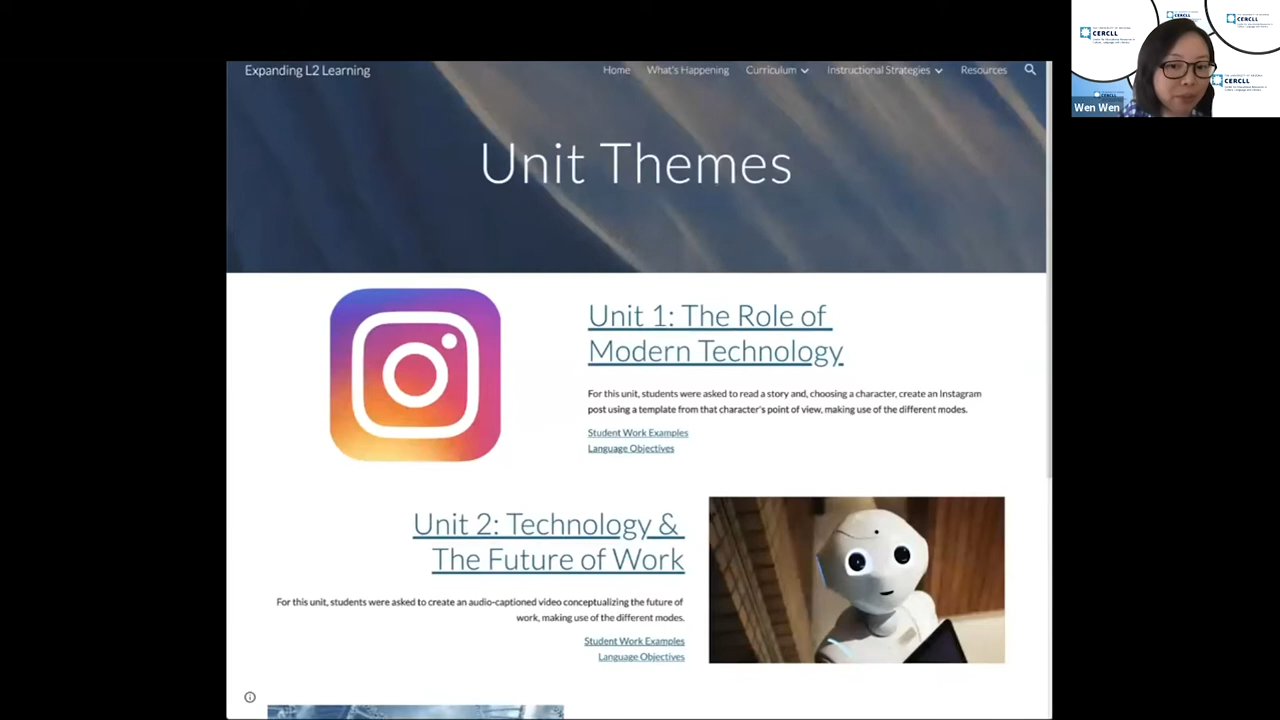 Expanding L2 Learning
Home
What's Happening
Curriculum
Instructional Strategies
Resources
CERCLL
CERCLL
CERCLL
CERCLL
Wen Wen
Unit Themes
Unit 1: The Role of
Modern Technology
For this unit, students were asked to read a story and, choosing a character, create an Instagram
post using a template from that character's point of view, making use of the different modes.
Student Work Examples
Language Objectives
Unit 2: Technology &
The Future of Work
For this unit, students were asked to create an audio-captioned video conceptualizing the future of
work, making use of the different modes.
Student Work Examples
Language Objectives